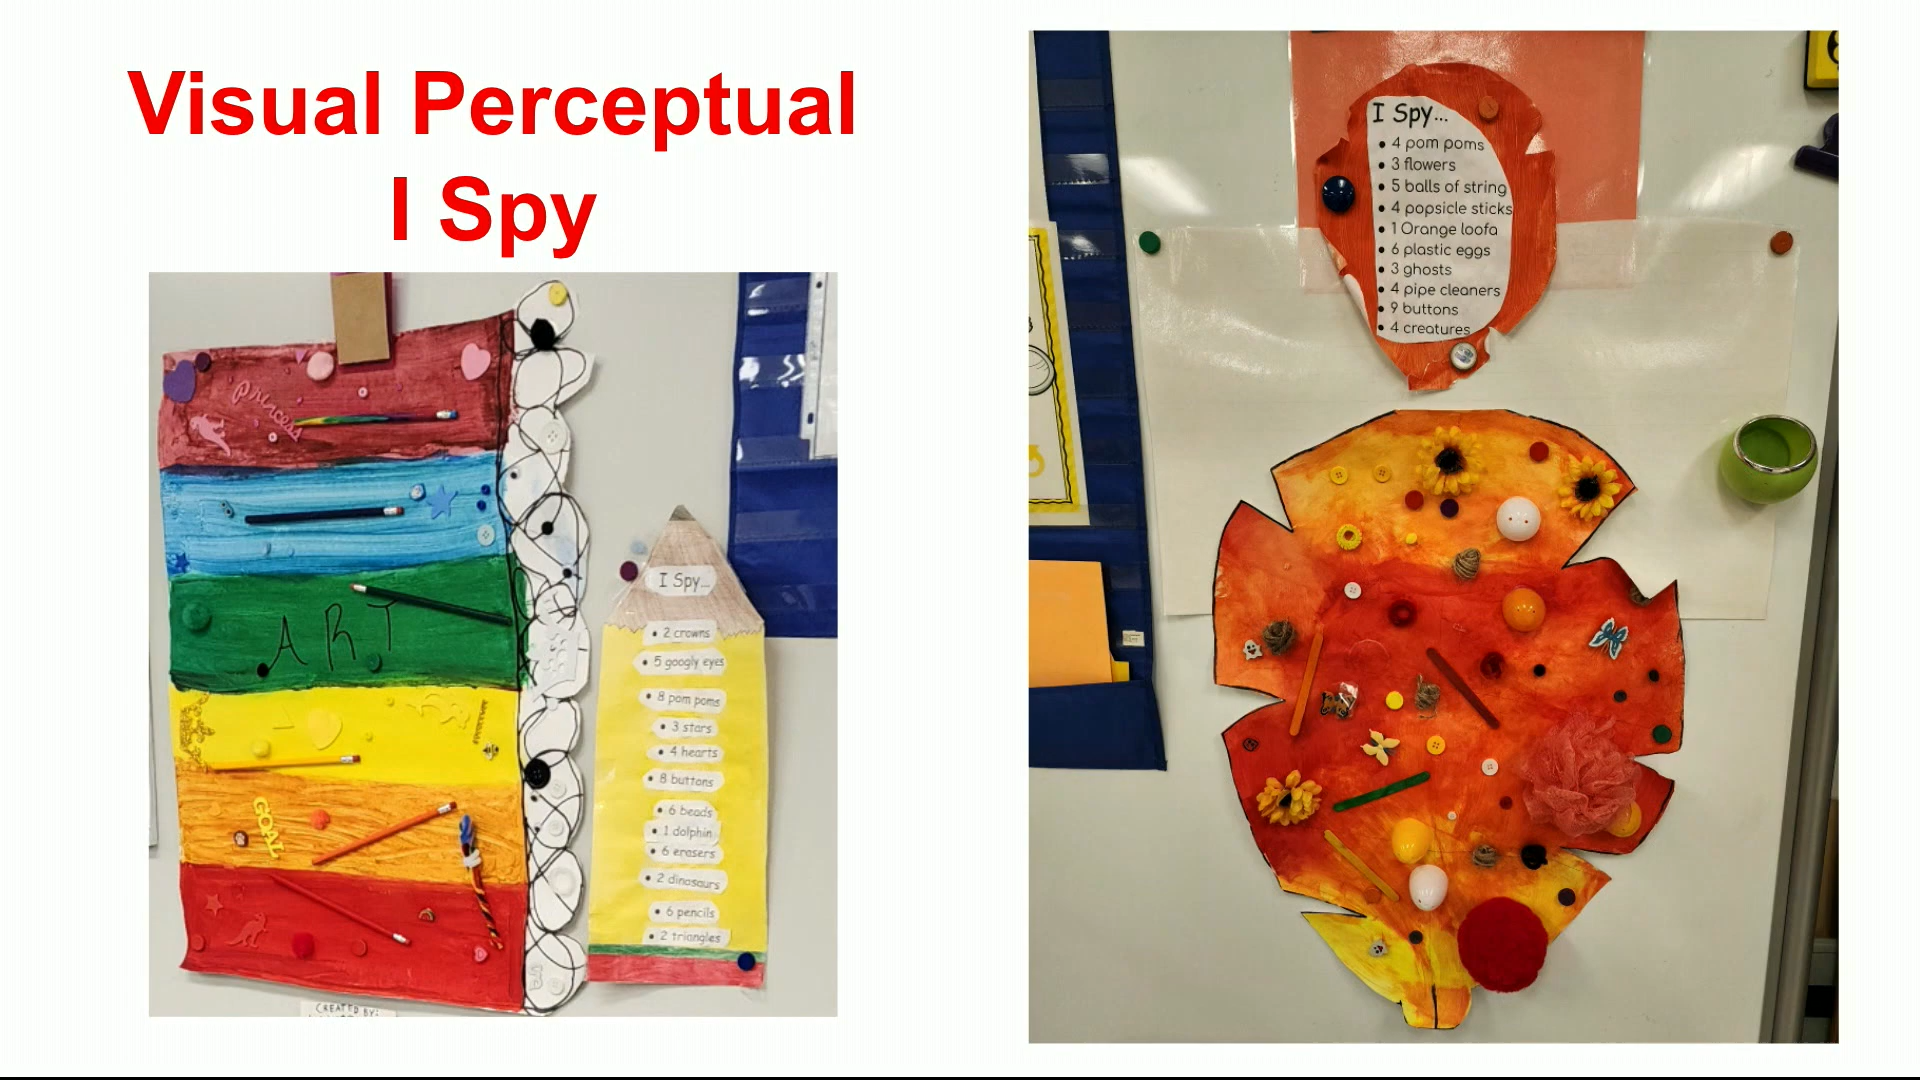 Visual Perceptual
I Spy
Princess
ART
GOAL
CREATED BY:
I Spy...
• 2 crowns
• 5 googly eyes
• 8 pom poms
• 3 stars
• 4 hearts
• 8 buttons
• 6 beads
• 1 dolphin
• 6 erasers
• 2 dinosaurs
• 6 pencils
• 2 triangles
I Spy...
• 4 pom poms
• 3 flowers
• 5 balls of string
• 4 popsicle sticks
• 1 Orange loofa
• 6 plastic eggs
• 3 ghosts
• 4 pipe cleaners
• 9 buttons
• 4 creatures